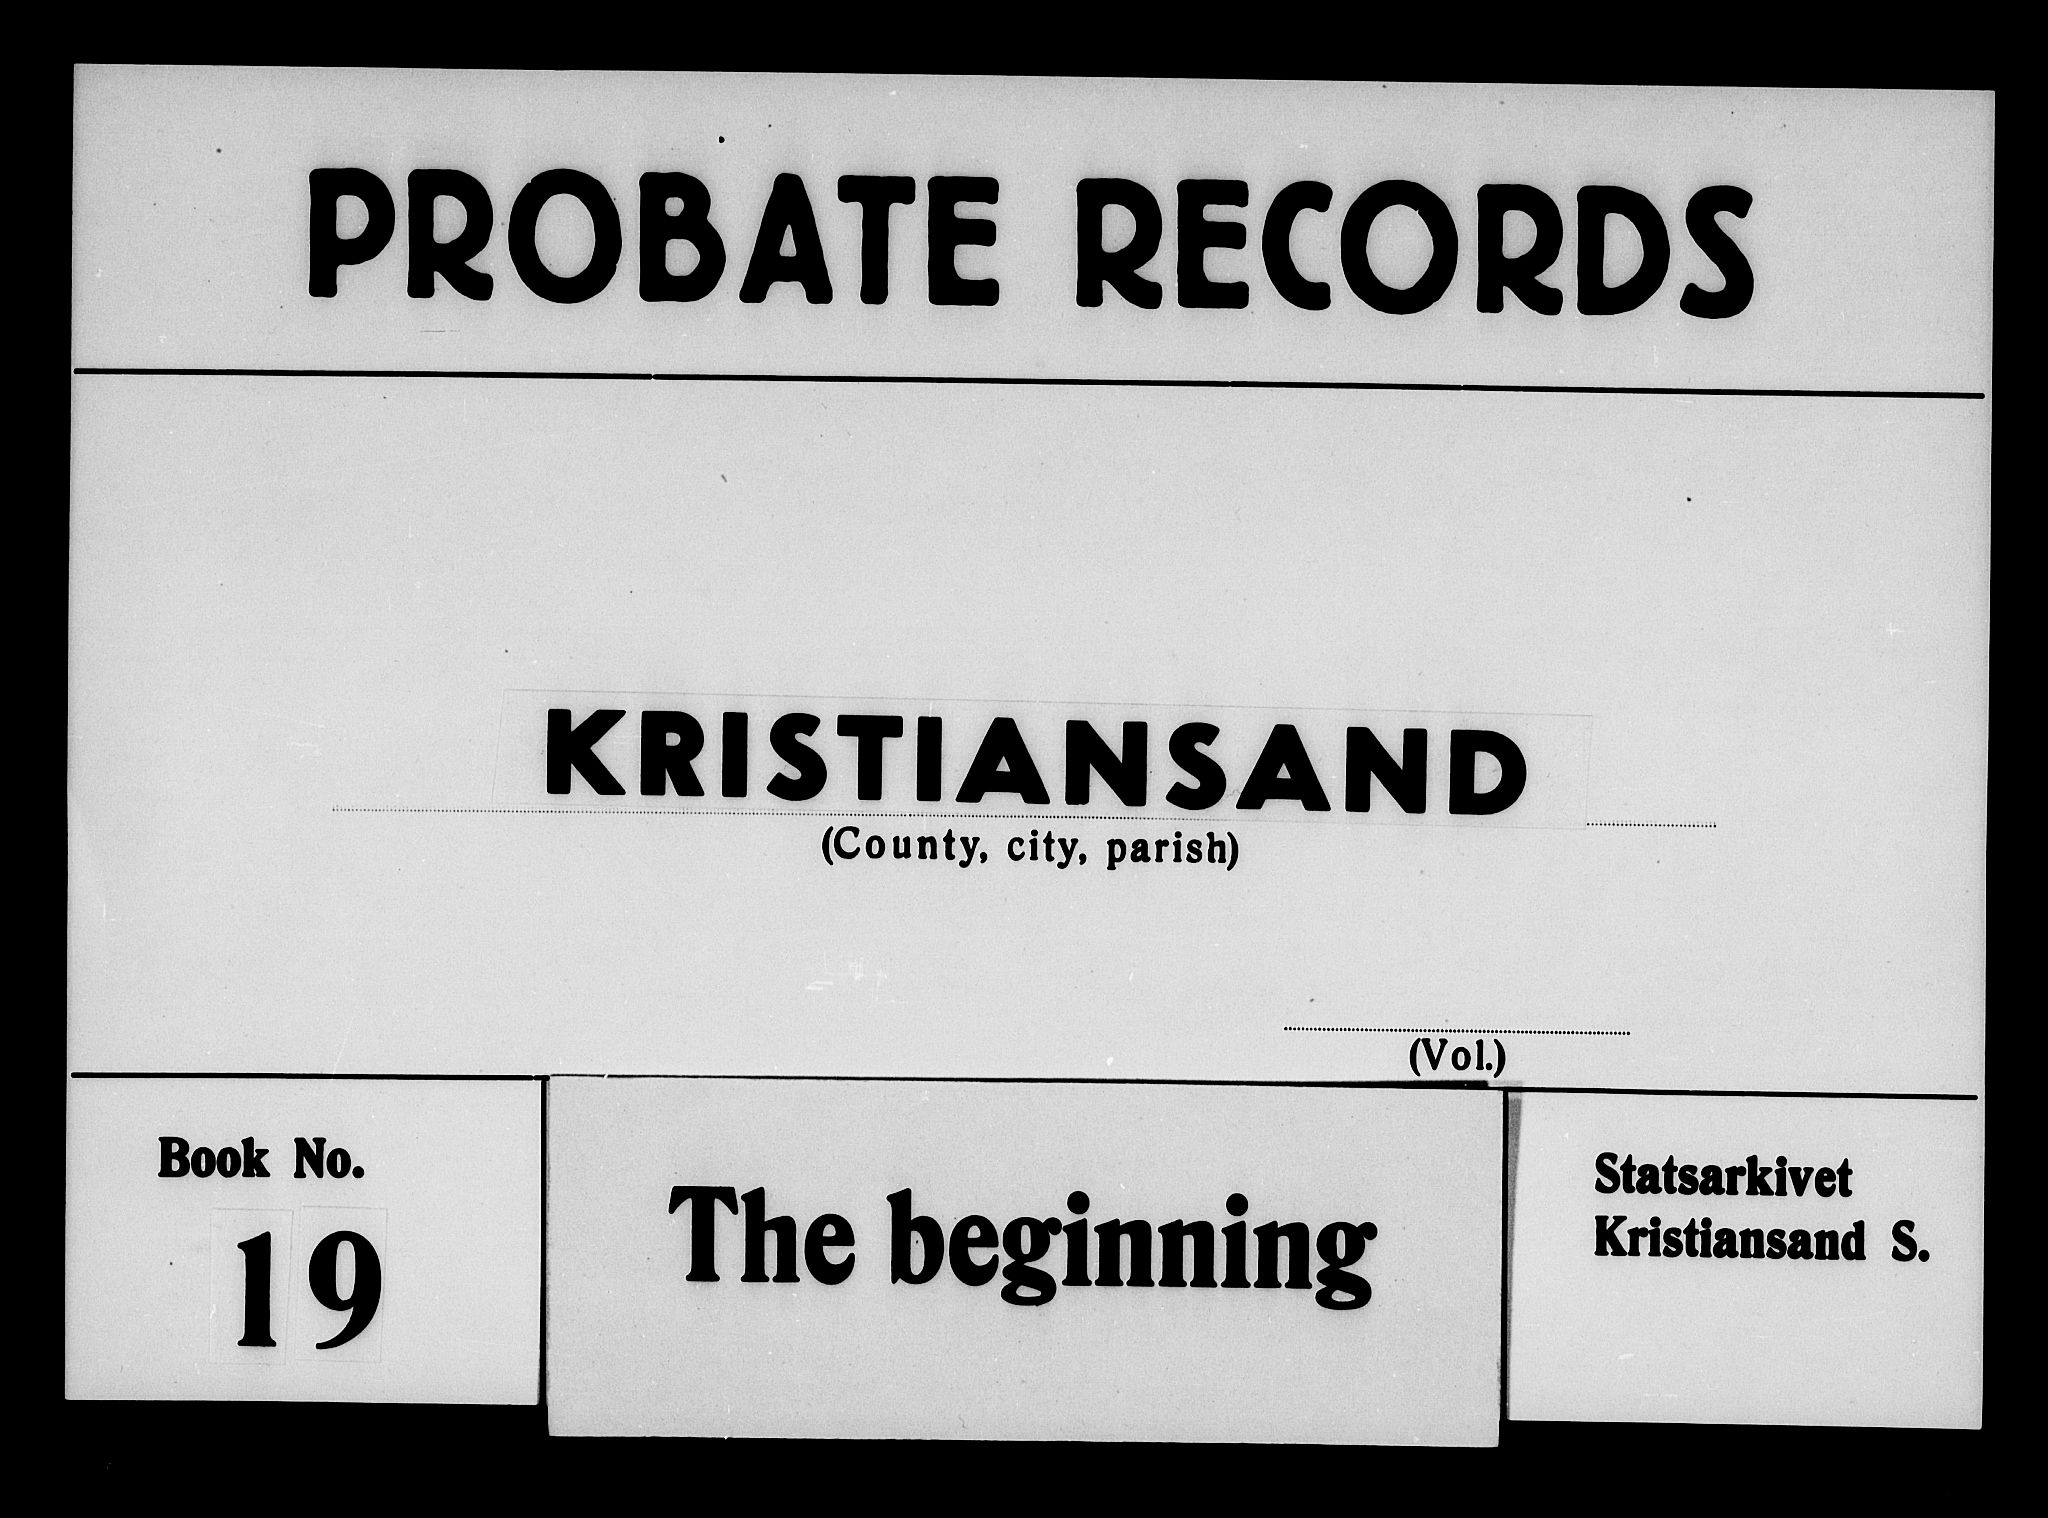 PROBATE RECORDS
KRISTIANSAND
(County, city, parish)
(Vol.)
Book No.
19
The beginning
Statsarkivet
Kristiansand S.